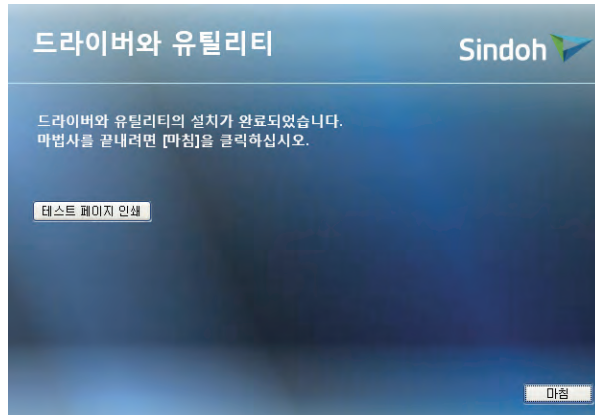 드라이버와 유틸리티
Sindoh
드라이버와 유틸리티의 설치가 완료되었습니다.
마법사를 끝내려면 [마침]을 클릭하십시오.
테스트 페이지 인쇄
마침